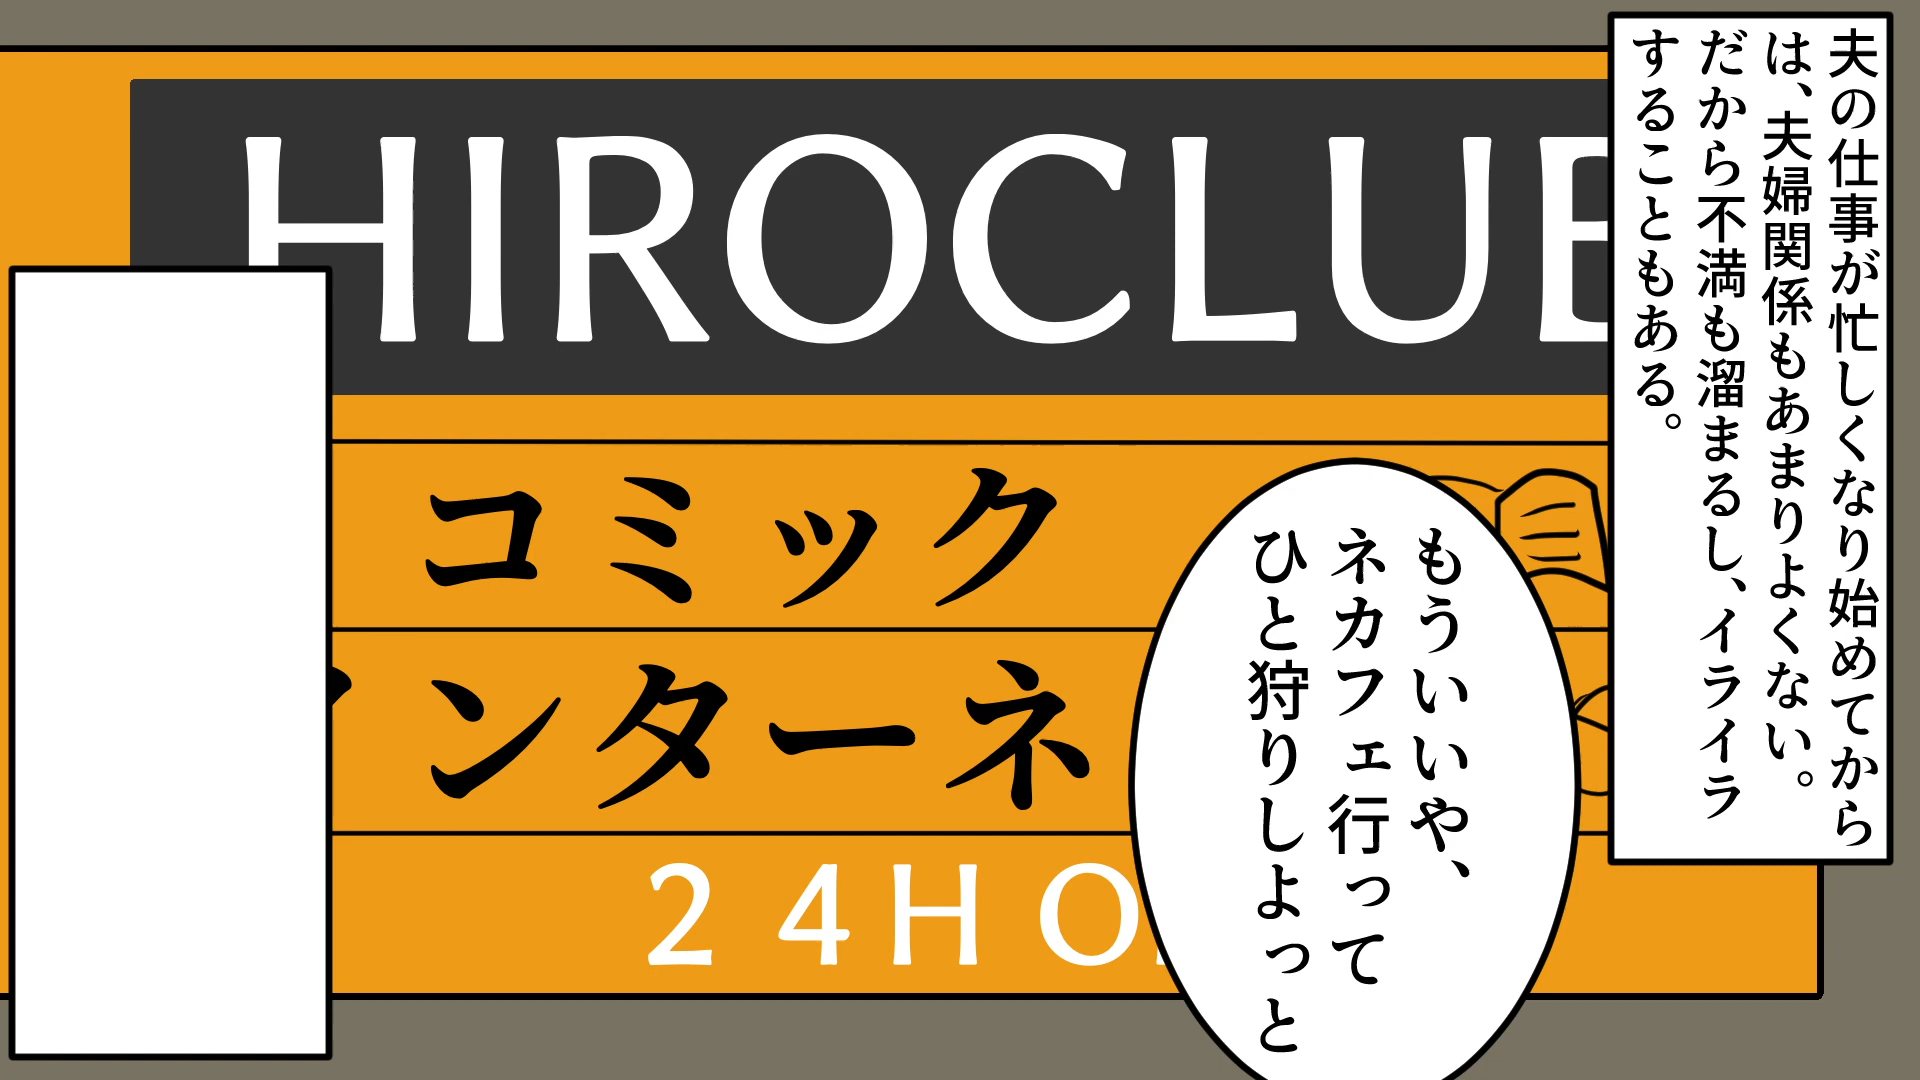 夫の仕事が忙しくなり始めてから
は、夫婦関係もあまりよくない。
だから不満も溜まるし、イライラ
することもある。
HIROCLUB
コミック
ンターネ
24HO
もういいや、
ネカフェ行って
ひと狩りしよっと